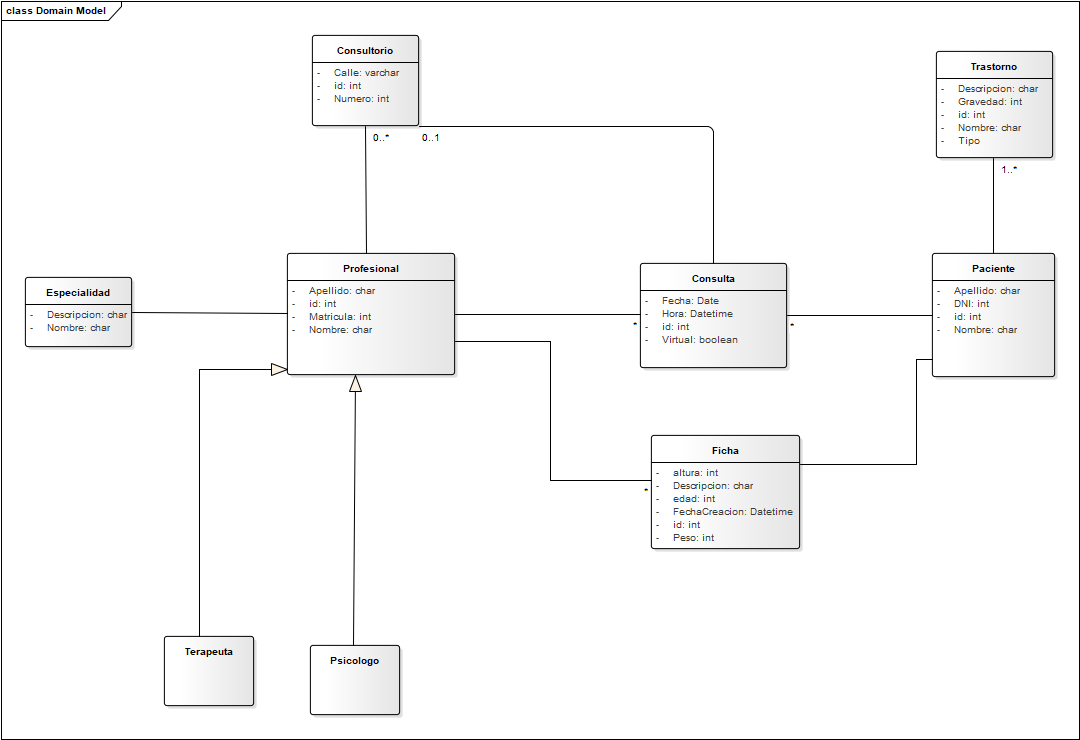 class Domain Model
Consultorio
- Calle: varchar
- id: int
- Numero: int
0..*
0..1
Trastorno
- Descripcion: char
- Gravedad: int
- id: int
- Nombre: char
- Tipo
1..*
Especialidad
- Descripcion: char
- Nombre: char
Profesional
- Apellido: char
- id: int
- Matricula: int
- Nombre: char
*
Consulta
- Fecha: Date
- Hora: Datetime
- id: int
- Virtual: boolean
*
Paciente
- Apellido: char
- DNI: int
- id: int
- Nombre: char
*
Ficha
- altura: int
- Descripcion: char
- edad: int
- FechaCreacion: Datetime
- id: int
- Peso: int
Terapeuta
Psicologo